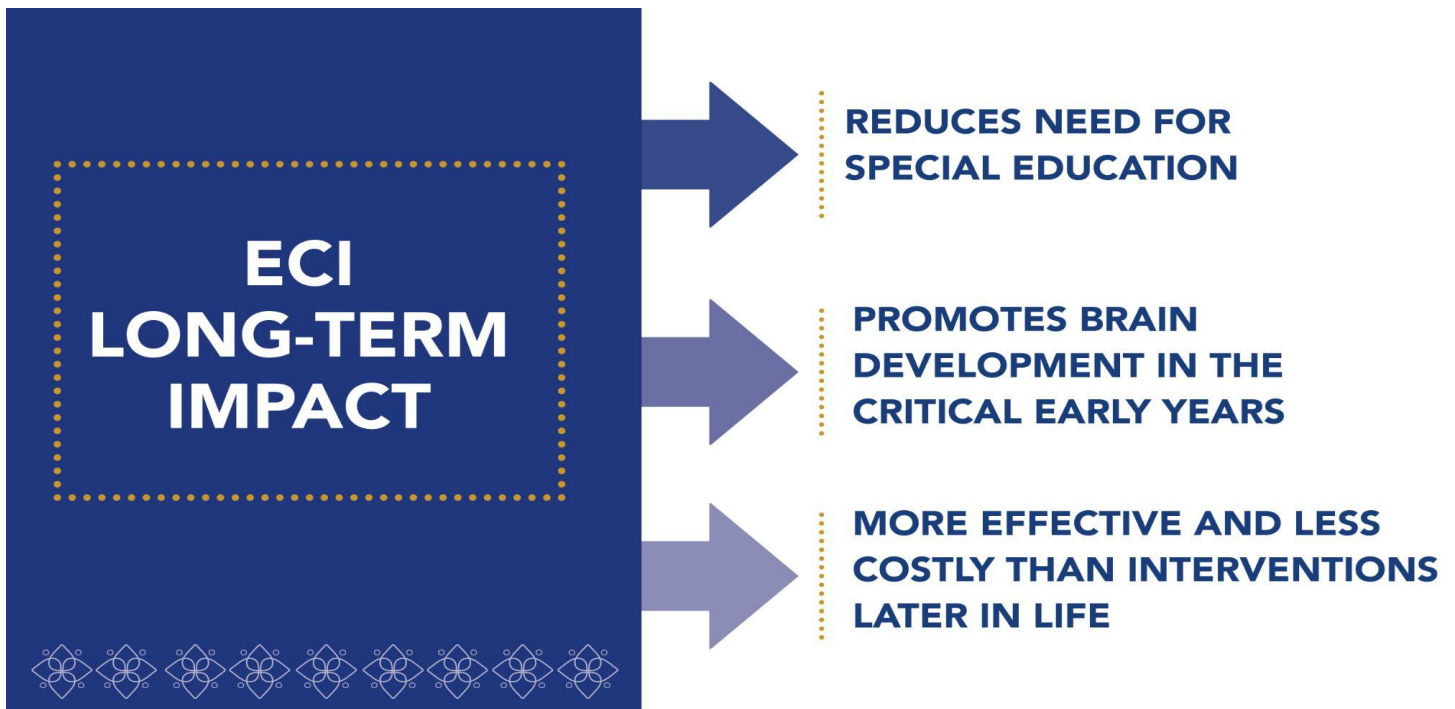 ECI
LONG-TERM
IMPACT
REDUCES NEED FOR
SPECIAL EDUCATION
PROMOTES BRAIN
DEVELOPMENT IN THE
CRITICAL EARLY YEARS
MORE EFFECTIVE AND LESS
COSTLY THAN INTERVENTIONS
LATER IN LIFE